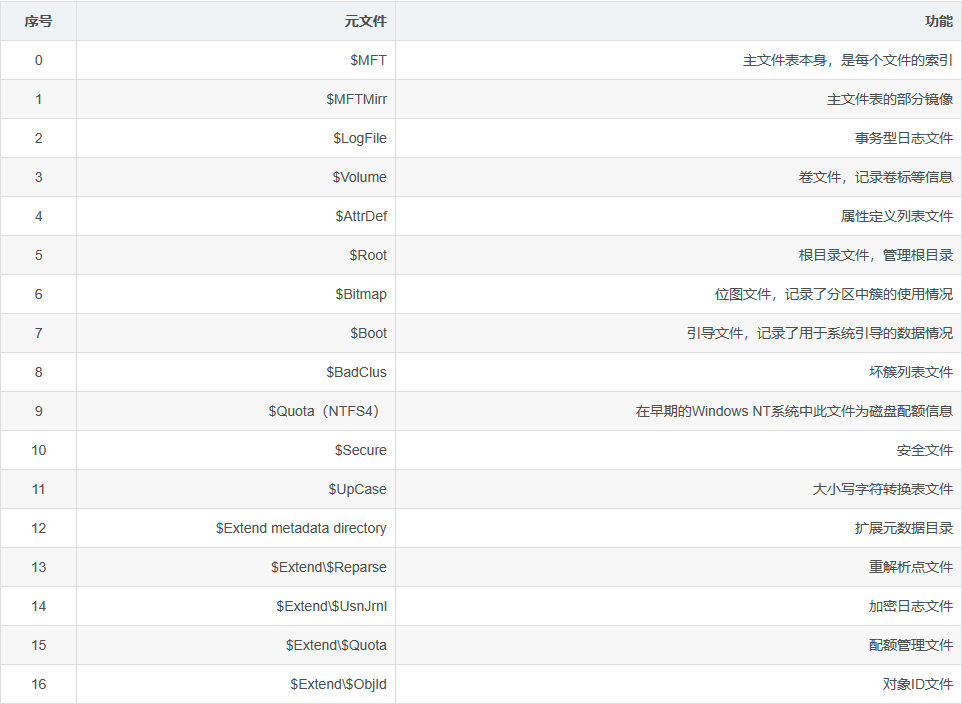 序号 元文件 功能
0 $MFT 主文件表本身，是每个文件的索引
1 $MFTMirr 主文件表的部分镜像
2 $LogFile 事务型日志文件
3 $Volume 卷文件，记录卷标等信息
4 $AttrDef 属性定义列表文件
5 $Root 根目录文件，管理根目录
6 $Bitmap 位图文件，记录了分区中簇的使用情况
7 $Boot 引导文件，记录了用于系统引导的数据情况
8 $BadClus 坏簇列表文件
9 $Quota（NTFS4） 在早期的Windows NT系统中此文件为磁盘配额信息
10 $Secure 安全文件
11 $UpCase 大小写字符转换表文件
12 $Extend metadata directory 扩展元数据目录
13 $Extend\$Reparse 重解析点文件
14 $Extend\$UsnJrnl 加密日志文件
15 $Extend\$Quota 配额管理文件
16 $Extend\$ObjId 对象ID文件